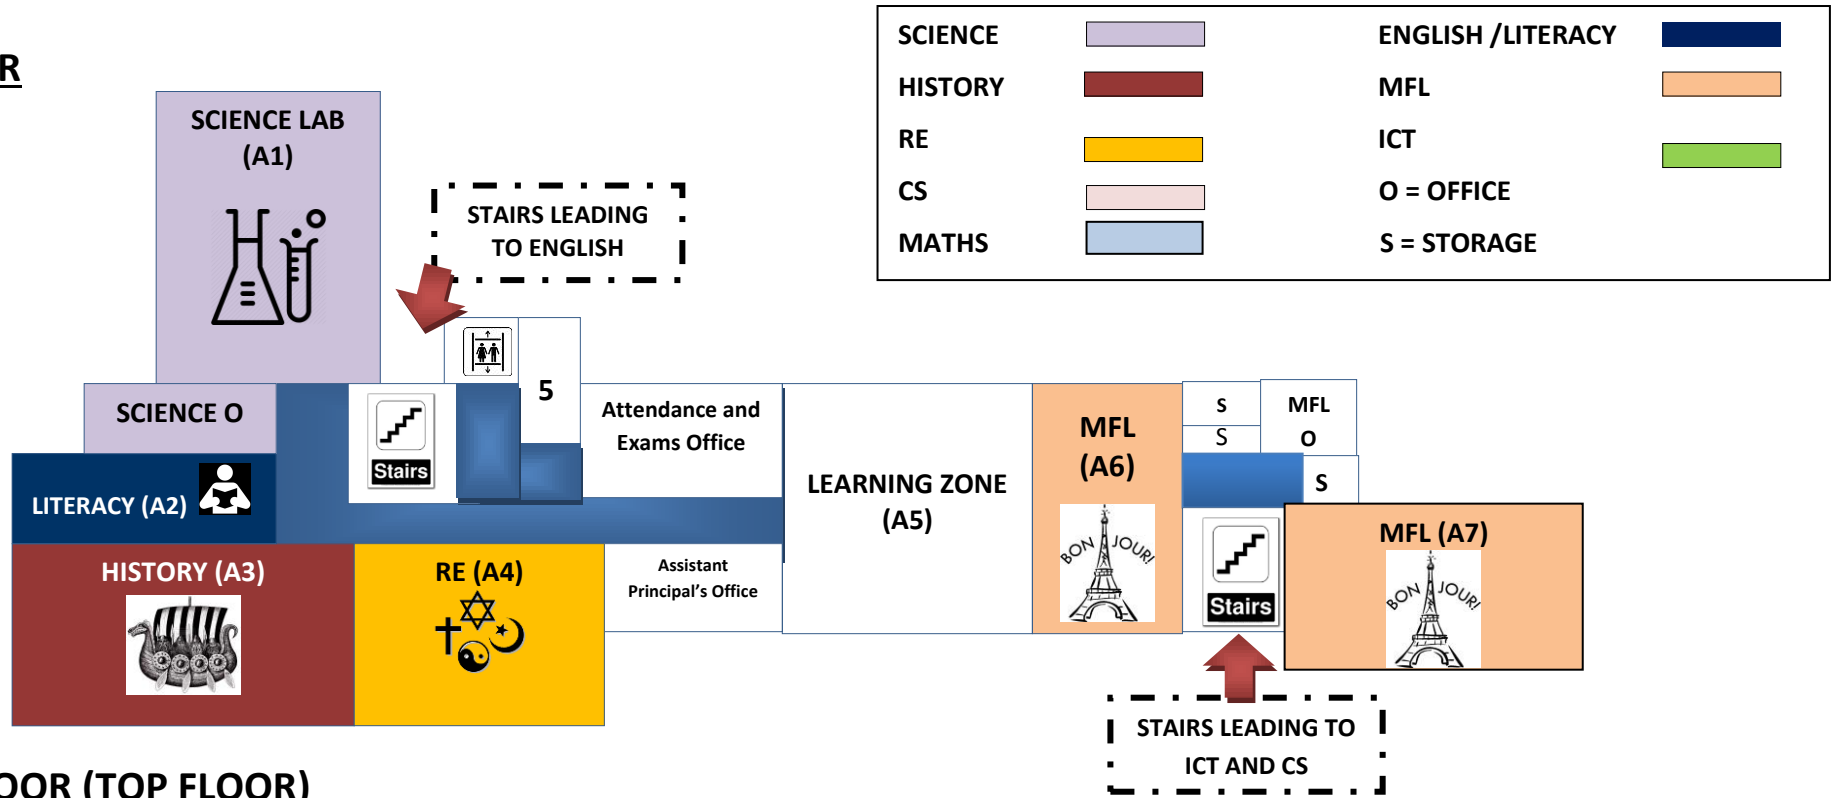 R
SCIENCE
ENGLISH /LITERACY
HISTORY
MFL
RE
ICT
CS
O = OFFICE
MATHS
S = STORAGE
SCIENCE LAB
(A1)
STAIRS LEADING
TO ENGLISH
5
SCIENCE O
Stairs
Attendance and
Exams Office
LITERACY (A2)
LEARNING ZONE
(A5)
MFL
(A6)
BON JOUR!
S
S
MFL
O
S
HISTORY (A3)
RE (A4)
Assistant
Principal's Office
Stairs
MFL (A7)
BON JOUR!
STAIRS LEADING TO
ICT AND CS
OOR (TOP FLOOR)